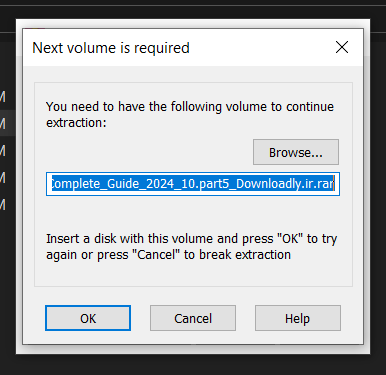 Next volume is required
You need to have the following volume to continue
extraction:
Browse...
Complete_Guide_2024_10.part5_Downloadly.ir.rar
Insert a disk with this volume and press "OK" to try
again or press "Cancel" to break extraction
OK
Cancel
Help
M
M
M
M
M